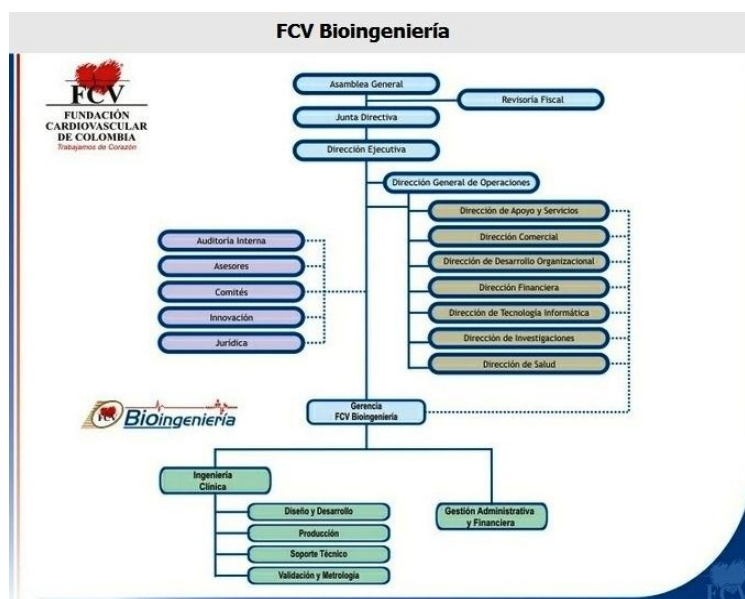 FCV Bioingeniería
FCV
FUNDACIÓN
CARDIOVASCULAR
DE COLOMBIA
Trabajamos de Corazón
Asamblea General
Revisoría Fiscal
Junta Directiva
Dirección Ejecutiva
Dirección General de Operaciones
Dirección de Apoyo y Servicios
Dirección Comercial
Dirección de Desarrollo Organizacional
Dirección Financiera
Dirección de Tecnología Informática
Dirección de Investigaciones
Dirección de Salud
Auditoría Interna
Asesores
Comités
Innovación
Jurídica
FCV
Bioingeniería
Gerencia
FCV Bioingeniería
Ingeniería
Clínica
Diseño y Desarrollo
Producción
Soporte Técnico
Validación y Metrología
Gestión Administrativa
y Financiera
FCV